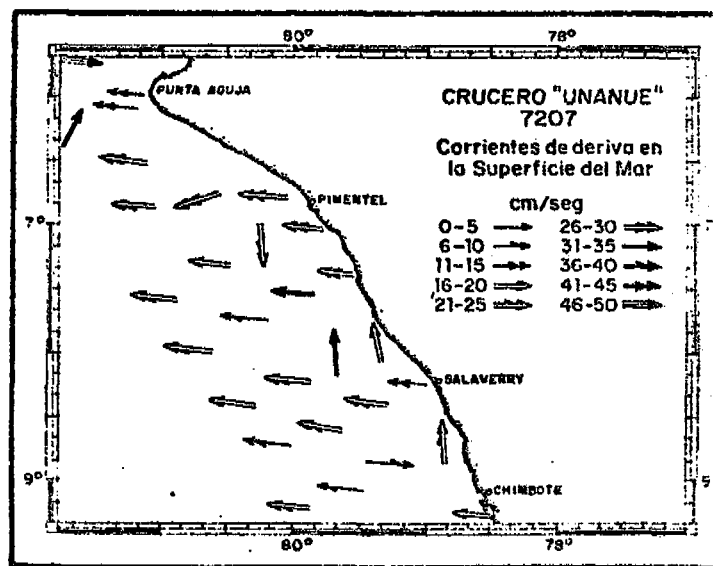 80°
78°
PUNTA AGUJA
CRUCERO "UNANUE"
7207
Corrientes de deriva en
la Superficie del Mar
cm/seg
0-5 26-30
6-10 31-35
11-15 36-40
16-20 41-45
21-25 46-50
7°
PIMENTEL
SALAVERRY
9°
CHIMBOTE
80°
78°